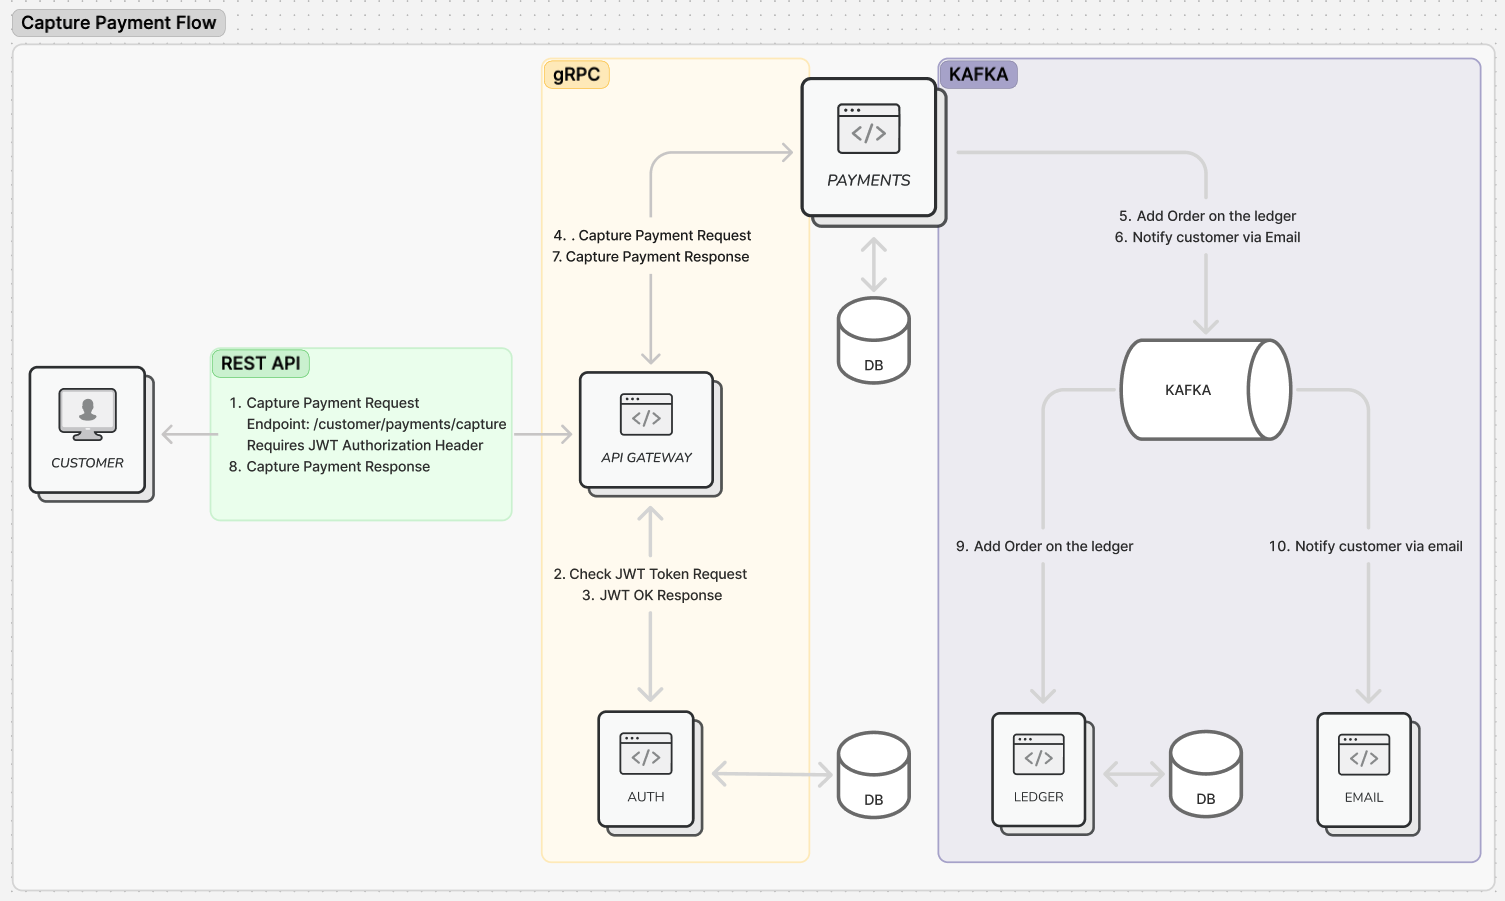 Capture Payment Flow
gRPC
KAFKA
</>
PAYMENTS
4. . Capture Payment Request
7. Capture Payment Response
5. Add Order on the ledger
6. Notify customer via Email
DB
REST API
1. Capture Payment Request
Endpoint: /customer/payments/capture
Requires JWT Authorization Header
8. Capture Payment Response
CUSTOMER
</>
API GATEWAY
KAFKA
2. Check JWT Token Request
3. JWT OK Response
9. Add Order on the ledger
10. Notify customer via email
</>
AUTH
DB
</>
LEDGER
DB
</>
EMAIL